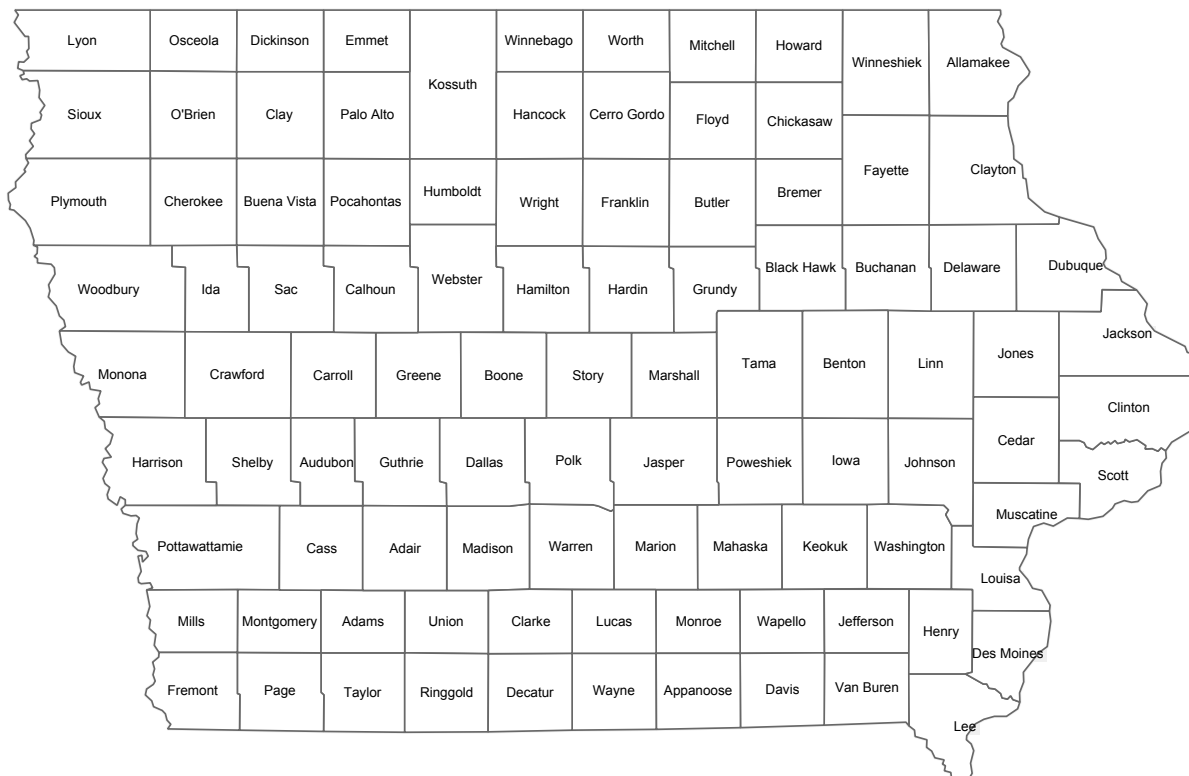 Lyon
Osceola
Dickinson
Emmet
Kossuth
Winnebago
Worth
Mitchell
Howard
Winneshiek
Allamakee
Sioux
O'Brien
Clay
Palo Alto
Hancock
Cerro Gordo
Floyd
Chickasaw
Fayette
Clayton
Plymouth
Cherokee
Buena Vista
Pocahontas
Humboldt
Wright
Franklin
Butler
Bremer
Woodbury
Ida
Sac
Calhoun
Webster
Hamilton
Hardin
Grundy
Black Hawk
Buchanan
Delaware
Dubuque
Monona
Crawford
Carroll
Greene
Boone
Story
Marshall
Tama
Benton
Linn
Jones
Jackson
Clinton
Harrison
Shelby
Audubon
Guthrie
Dallas
Polk
Jasper
Poweshiek
Iowa
Johnson
Cedar
Scott
Muscatine
Pottawattamie
Cass
Adair
Madison
Warren
Marion
Mahaska
Keokuk
Washington
Louisa
Mills
Montgomery
Adams
Union
Clarke
Lucas
Monroe
Wapello
Jefferson
Henry
Des Moines
Fremont
Page
Taylor
Ringgold
Decatur
Wayne
Appanoose
Davis
Van Buren
Lee